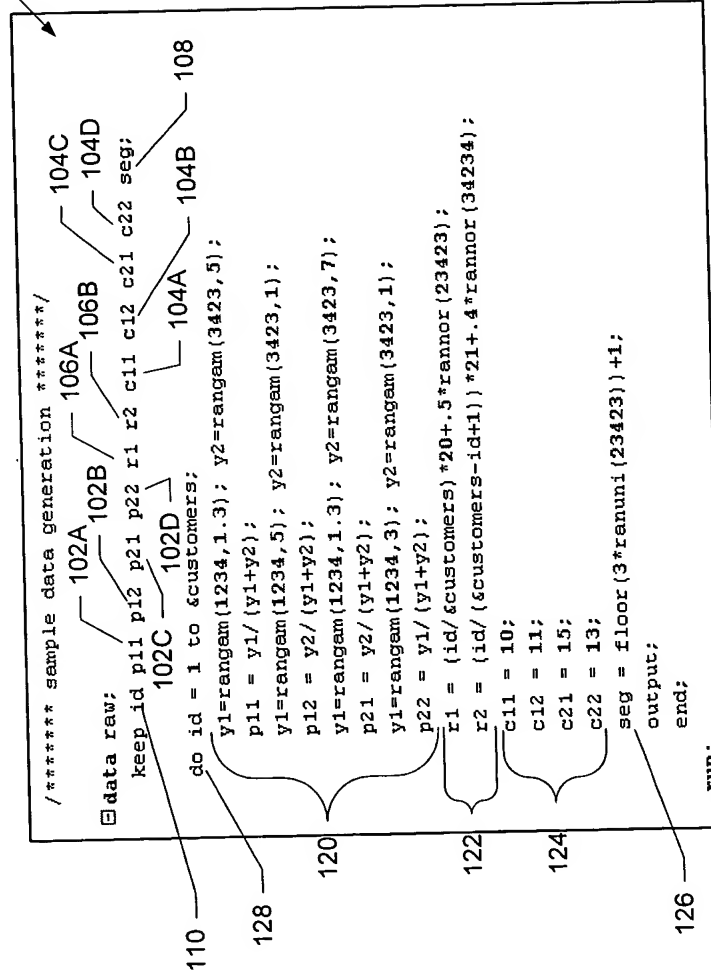 /******* sample data generation *******/
102A
102B
106A
106B
104C
104D
data raw;
keep id p11 p12 p21 p22 r1 r2 c11 c12 c21 c22 seg;
102C
102D
104A
104B
108
110
do id = 1 to &customers;
128
y1=rangam(1234,1.3); y2=rangam(3423,5);
p11 = y1/(y1+y2);
y1=rangam(1234,5); y2=rangam(3423,1);
p12 = y2/(y1+y2);
y1=rangam(1234,1.3); y2=rangam(3423,7);
p21 = y2/(y1+y2);
y1=rangam(1234,3); y2=rangam(3423,1);
p22 = y1/(y1+y2);
120
r1 = (id/&customers)*20+.5*rannor(23423);
r2 = (id/(&customers-id+1))*21+.4*rannor(34234);
122
c11 = 10;
c12 = 11;
c21 = 15;
c22 = 13;
124
seg = floor(3*ranuni(23423))+1;
126
output;
end;
run;